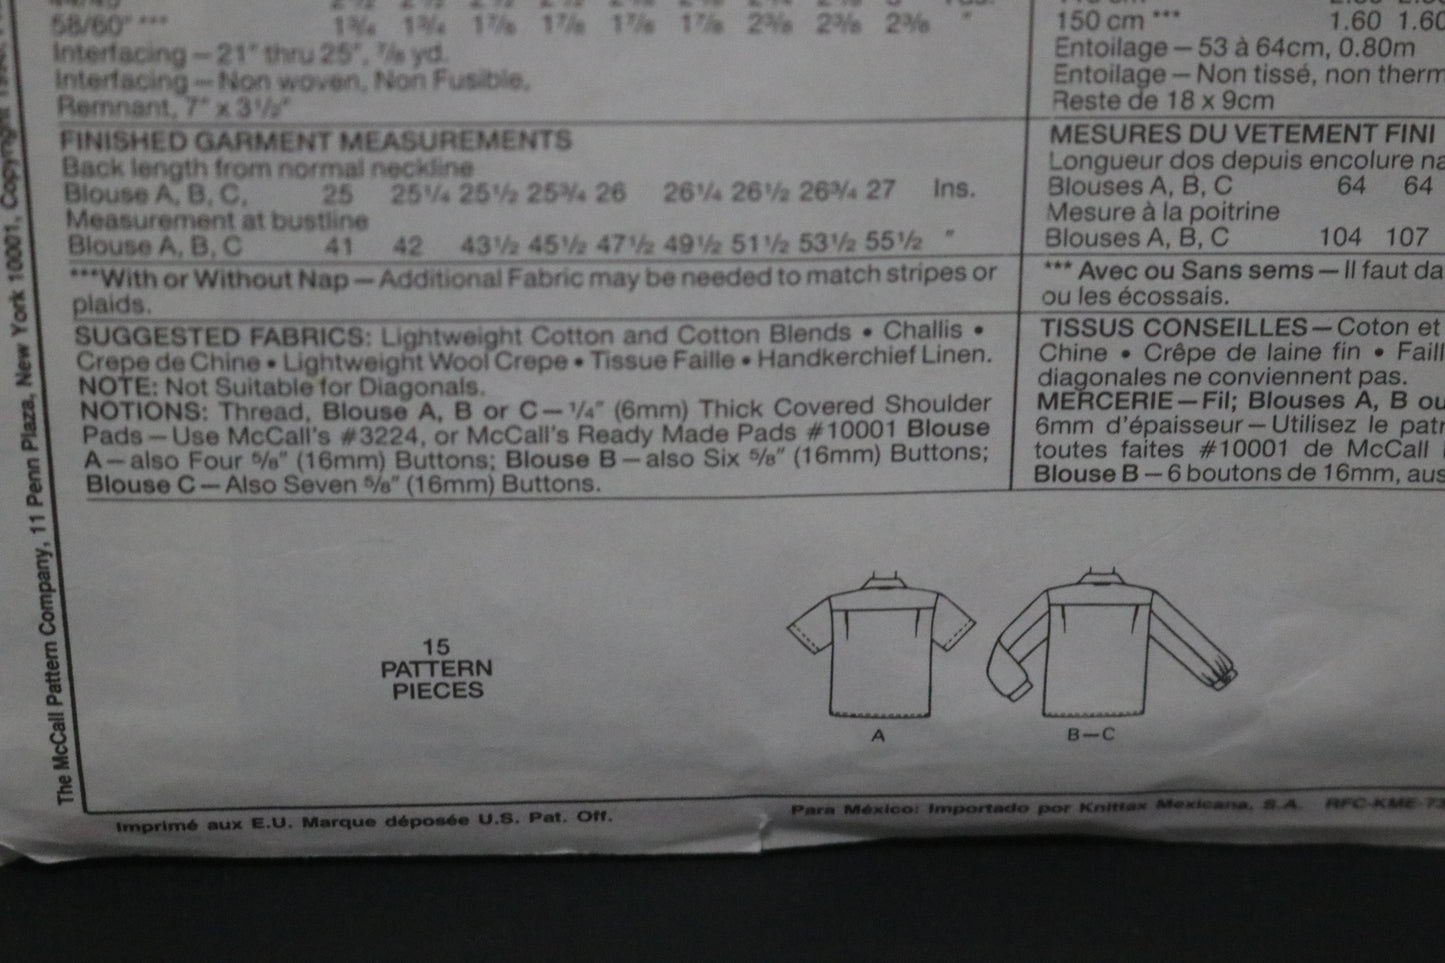 58/60" *** 1¾ 1¾ 1⅞ 1⅞ 1⅞ 1⅞ 2⅜ 2⅜ 2⅜ "
Interfacing — 21" thru 25", ⅞ yd.
Interfacing — Non woven, Non Fusible,
Remnant, 7" x 3½"
FINISHED GARMENT MEASUREMENTS
Back length from normal neckline
Blouse A, B, C, 25 25¼ 25½ 25¾ 26 26¼ 26½ 26¾ 27 Ins.
Measurement at bustline
Blouse A, B, C 41 42 43½ 45½ 47½ 49½ 51½ 53½ 55½ "
***With or Without Nap — Additional Fabric may be needed to match stripes or
plaids.
SUGGESTED FABRICS: Lightweight Cotton and Cotton Blends • Challis •
Crepe de Chine • Lightweight Wool Crepe • Tissue Faille • Handkerchief Linen.
NOTE: Not Suitable for Diagonals.
NOTIONS: Thread, Blouse A, B or C — ¼" (6mm) Thick Covered Shoulder
Pads — Use McCall's #3224, or McCall's Ready Made Pads #10001 Blouse
A — also Four ⅝" (16mm) Buttons; Blouse B — also Six ⅝" (16mm) Buttons;
Blouse C — Also Seven ⅝" (16mm) Buttons.
150 cm *** 1.60 1.60
Entoilage — 53 à 64cm, 0.80m
Entoilage — Non tissé, non therm
Reste de 18 x 9cm
MESURES DU VETEMENT FINI
Longueur dos depuis encolure na
Blouses A, B, C 64 64
Mesure à la poitrine
Blouses A, B, C 104 107
*** Avec ou Sans sems — Il faut da
ou les écossais.
TISSUS CONSEILLES — Coton et
Chine • Crêpe de laine fin • Faill
diagonales ne conviennent pas.
MERCERIE — Fil; Blouses A, B ou
6mm d'épaisseur — Utilisez le patr
toutes faites #10001 de McCall
Blouse B — 6 boutons de 16mm, aus
15
PATTERN
PIECES
A
B—C
The McCall Pattern Company, 11 Penn Plaza, New York 10001, Copyright
Imprimé aux E.U. Marque déposée U.S. Pat. Off.
Para México: Importado por Knittax Mexicana, S.A. RFC-KME-73